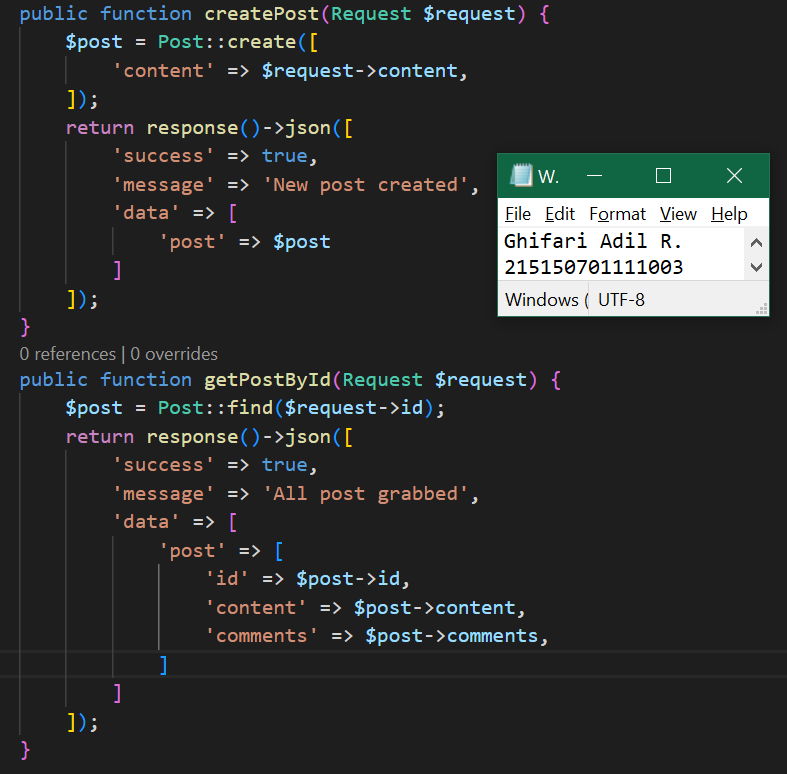 public function createPost(Request $request) {
    $post = Post::create([
        'content' => $request->content,
    ]);
    return response()->json([
        'success' => true,
        'message' => 'New post created',
        'data' => [
            'post' => $post
        ]
    ]);
}
0 references | 0 overrides
public function getPostById(Request $request) {
    $post = Post::find($request->id);
    return response()->json([
        'success' => true,
        'message' => 'All post grabbed',
        'data' => [
            'post' => [
                'id' => $post->id,
                'content' => $post->content,
                'comments' => $post->comments,
            ]
        ]
    ]);
}
W.
File Edit Format View Help
Ghifari Adil R.
215150701111003
Windows ( UTF-8